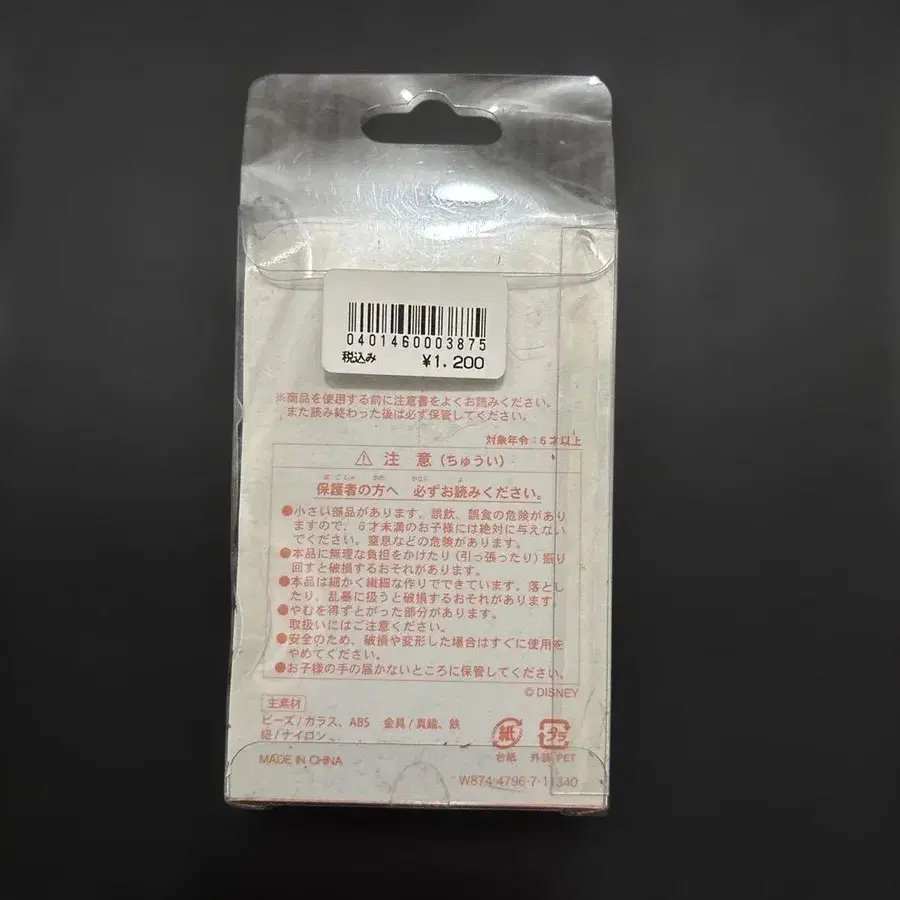 0401460003875
税込み ¥1,200
※商品を使用する前に注意書をよくお読みください。
また読み終わった後は必ず保管してください。
対象年令:6才以上
⚠ 注 意 (ちゅうい)
ほごしゃ かた かなら よ
保護者の方へ 必ずお読みください。
●小さい部品があります。誤飲、誤食の危険があり
ますので、6才未満のお子様には絶対に与えない
でください。窒息などの危険があります。
●本品に無理な負担をかけたり(引っ張ったり)振り
回すと破損するおそれがあります。
●本品は細かく繊細な作りでできています。落とし
たり、乱暴に扱うと破損するおそれがあります。
●やむを得ずとがった部分があります。
取扱いにはご注意ください。
●安全のため、破損や変形した場合はすぐに使用を
やめてください。
●お子様の手の届かないところに保管してください。
© DISNEY
主素材
ビーズ/ガラス、ABS 金具/真鍮、鉄
紐/ナイロン
紙 プラ
台紙 外装 PET
MADE IN CHINA
W874-4796-7-11340